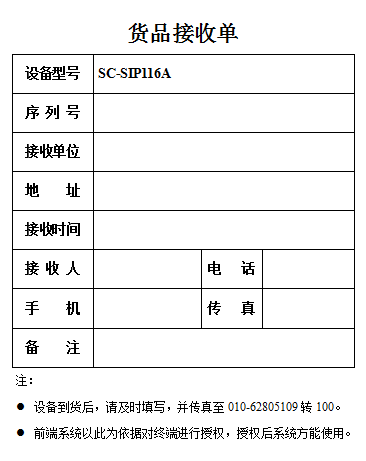 货品接收单
设备型号 SC-SIP116A
序列号
接收单位
地址
接收时间
接收人 电话
手机 传真
备注
注：
● 设备到货后，请及时填写，并传真至 010-62805109 转 100。
● 前端系统以此为依据对终端进行授权，授权后系统方能使用。